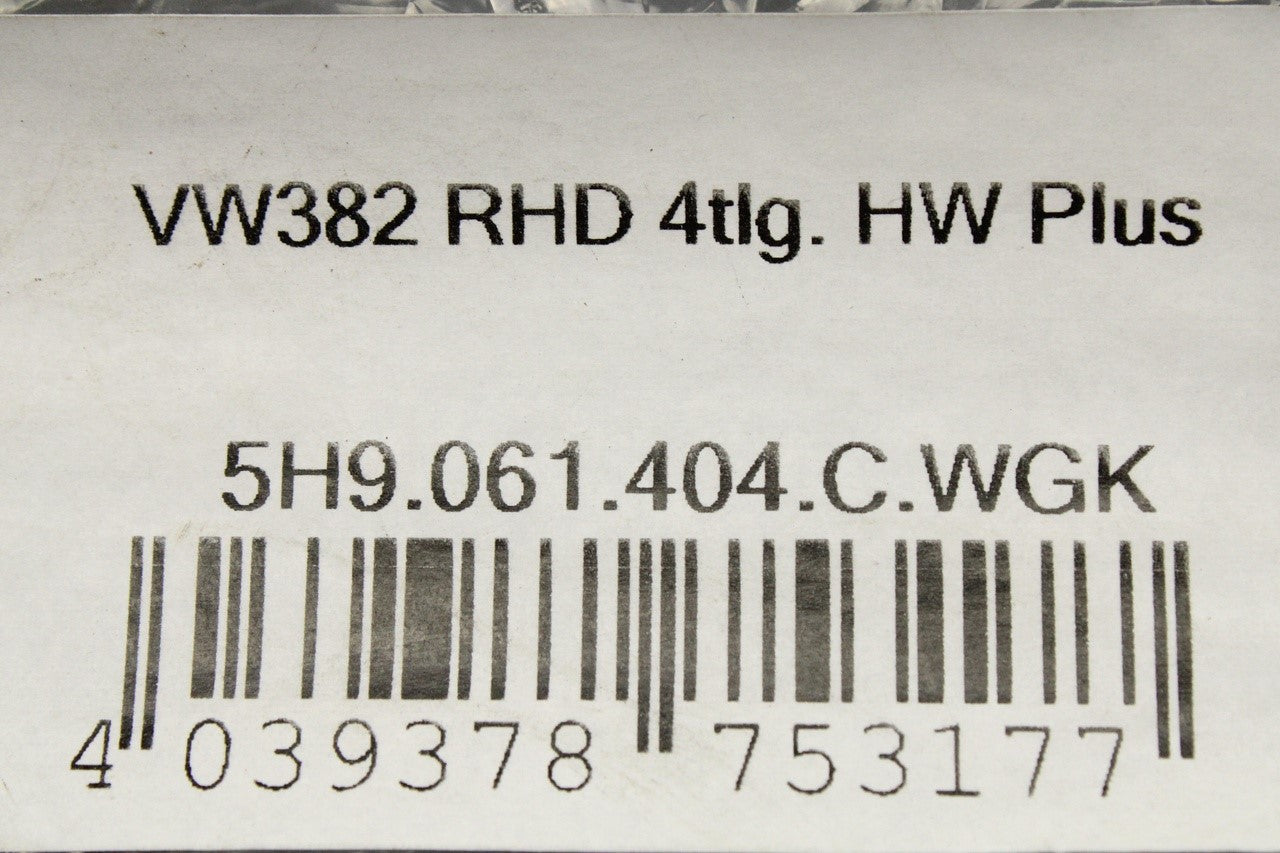 VW382 RHD 4tlg. HW Plus
5H9.061.404.C.WGK
4 039378 753177